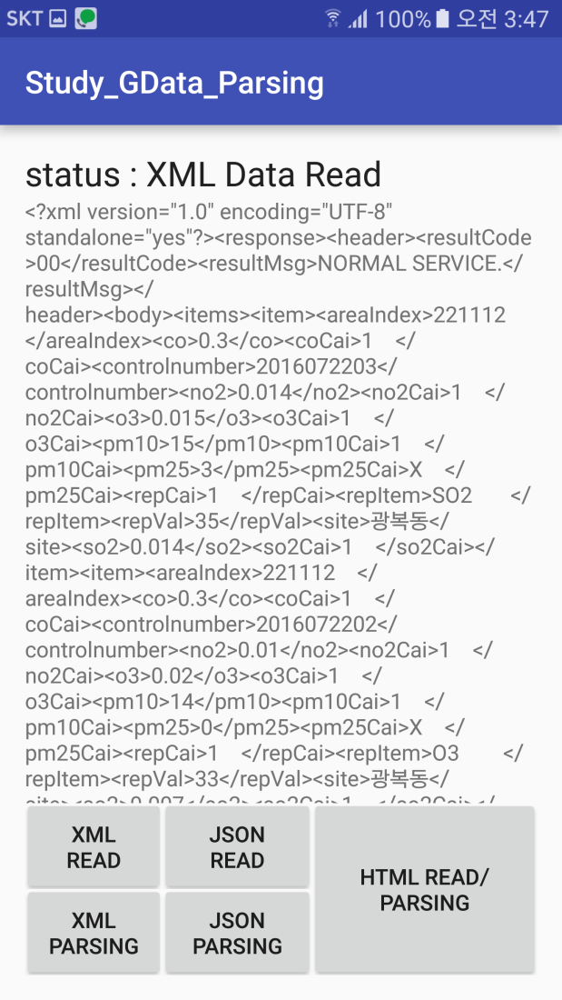 SKT 100% 오전 3:47
Study_GData_Parsing
status : XML Data Read
<?xml version="1.0" encoding="UTF-8"
standalone="yes"?><response><header><resultCode
>00</resultCode><resultMsg>NORMAL SERVICE.</
resultMsg></
header><body><items><item><areaIndex>221112
</areaIndex><co>0.3</co><coCai>1    </
coCai><controlnumber>2016072203</
controlnumber><no2>0.014</no2><no2Cai>1    </
no2Cai><o3>0.015</o3><o3Cai>1    </
o3Cai><pm10>15</pm10><pm10Cai>1    </
pm10Cai><pm25>3</pm25><pm25Cai>X    </
pm25Cai><repCai>1    </repCai><repItem>SO2       </
repItem><repVal>35</repVal><site>광복동</
site><so2>0.014</so2><so2Cai>1    </so2Cai></
item><item><areaIndex>221112    </
areaIndex><co>0.3</co><coCai>1    </
coCai><controlnumber>2016072202</
controlnumber><no2>0.01</no2><no2Cai>1    </
no2Cai><o3>0.02</o3><o3Cai>1    </
o3Cai><pm10>14</pm10><pm10Cai>1    </
pm10Cai><pm25>0</pm25><pm25Cai>X    </
pm25Cai><repCai>1    </repCai><repItem>O3        </
repItem><repVal>33</repVal><site>광복동</
site><so2>0.007</so2><so2Cai>1    </so2Cai></
XML
READ
JSON
READ
HTML READ/
PARSING
XML
PARSING
JSON
PARSING